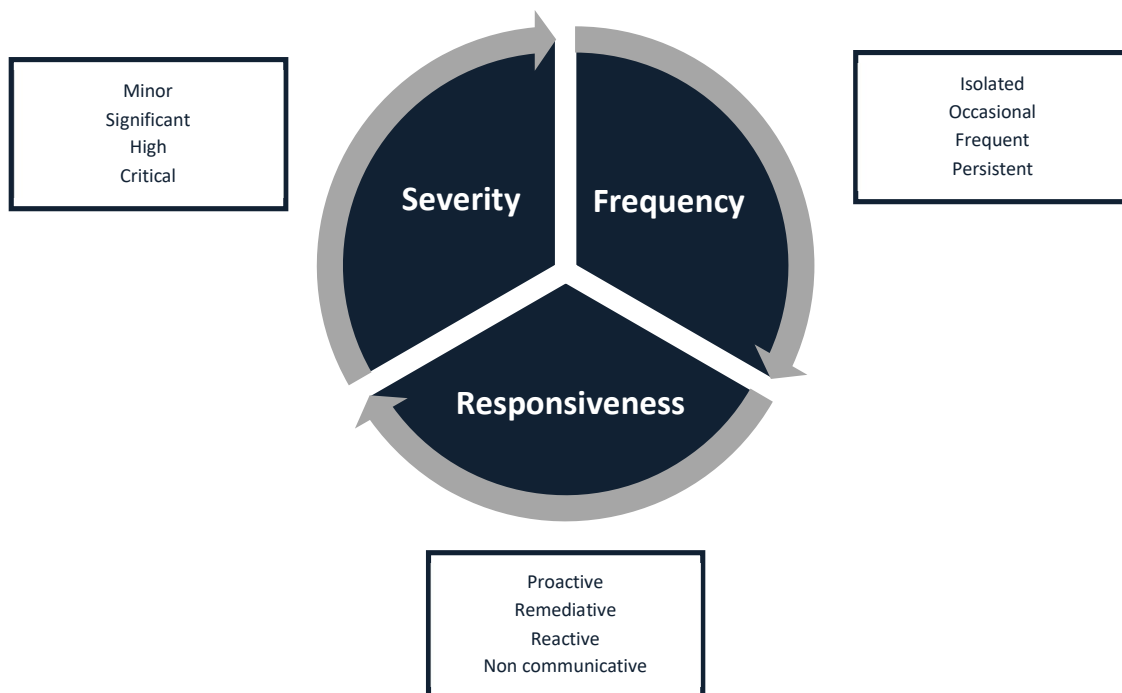 Minor
Significant
High
Critical
Isolated
Occasional
Frequent
Persistent
Severity
Frequency
Responsiveness
Proactive
Remediative
Reactive
Non communicative